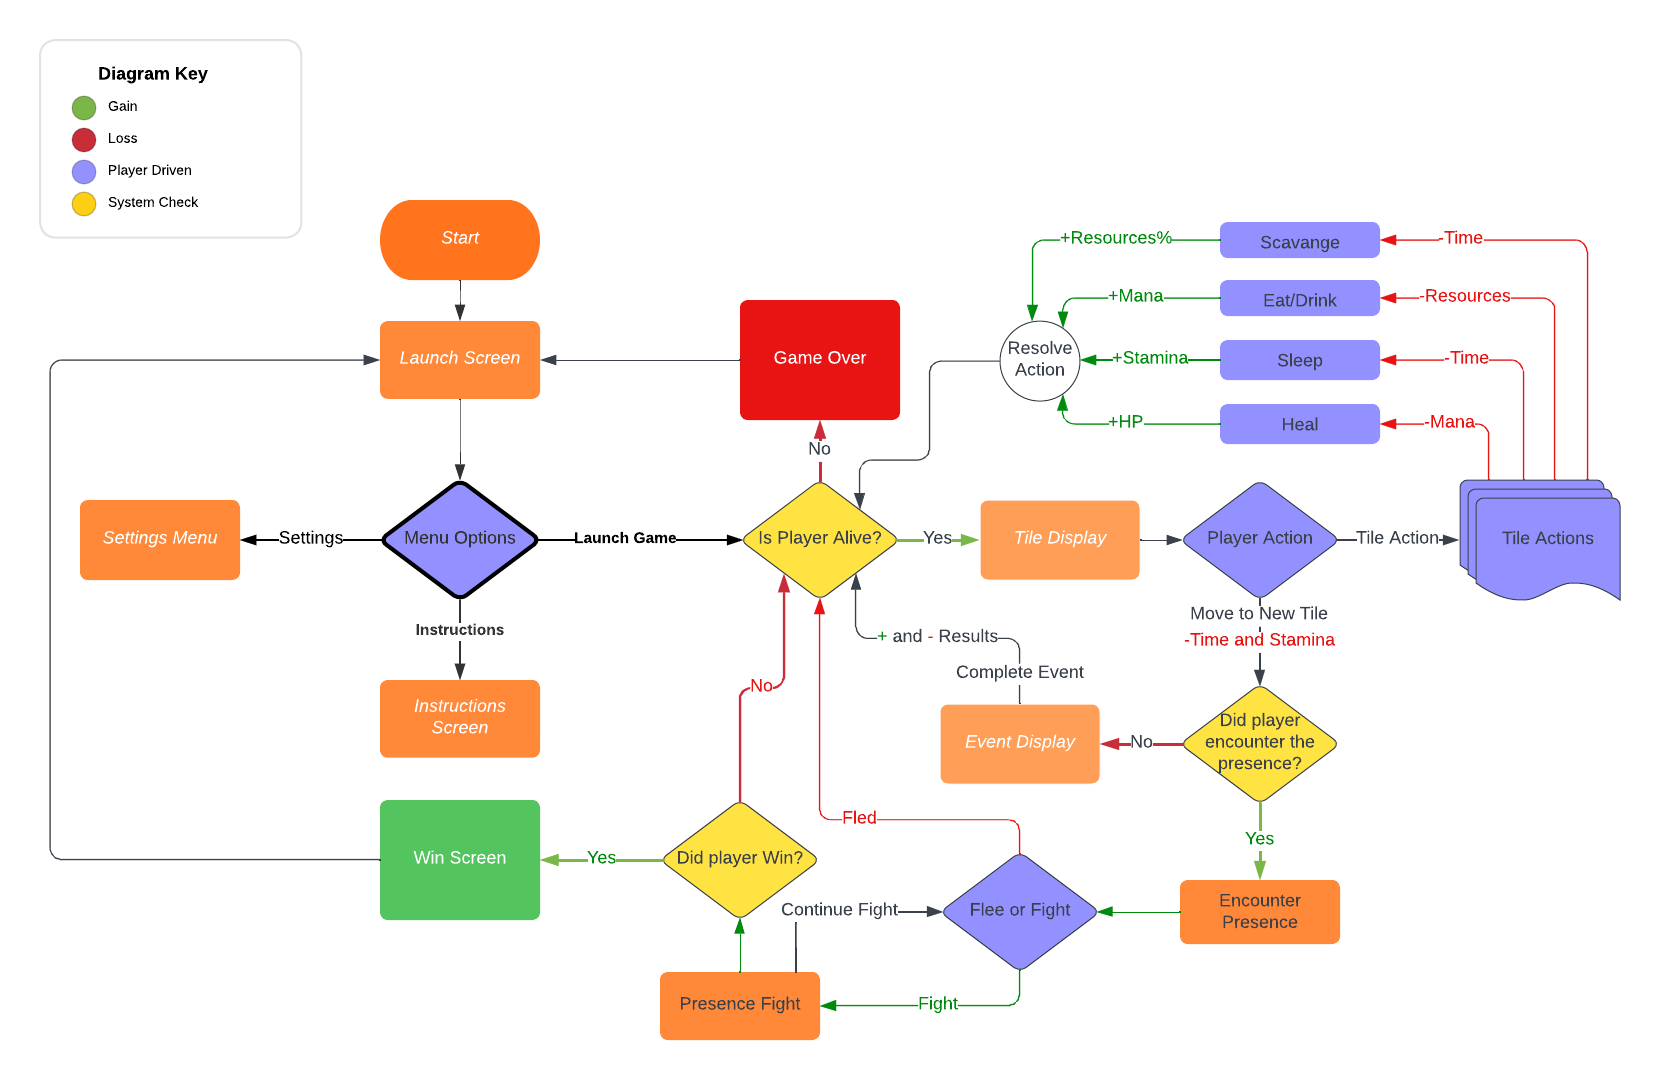 Diagram Key
Gain
Loss
Player Driven
System Check
Start
Launch Screen
Game Over
No
Settings Menu
Settings
Menu Options
Launch Game
Is Player Alive?
Yes
Tile Display
Player Action
Tile Action
Tile Actions
+Resources%
Scavange
-Time
+Mana
Eat/Drink
-Resources
Resolve
Action
+Stamina
Sleep
-Time
+HP
Heal
-Mana
Instructions
Instructions
Screen
Move to New Tile
-Time and Stamina
+ and - Results
Complete Event
Event Display
No
Did player
encounter the
presence?
Yes
Encounter
Presence
No
Fled
Win Screen
Yes
Did player Win?
Continue Fight
Flee or Fight
Presence Fight
Fight